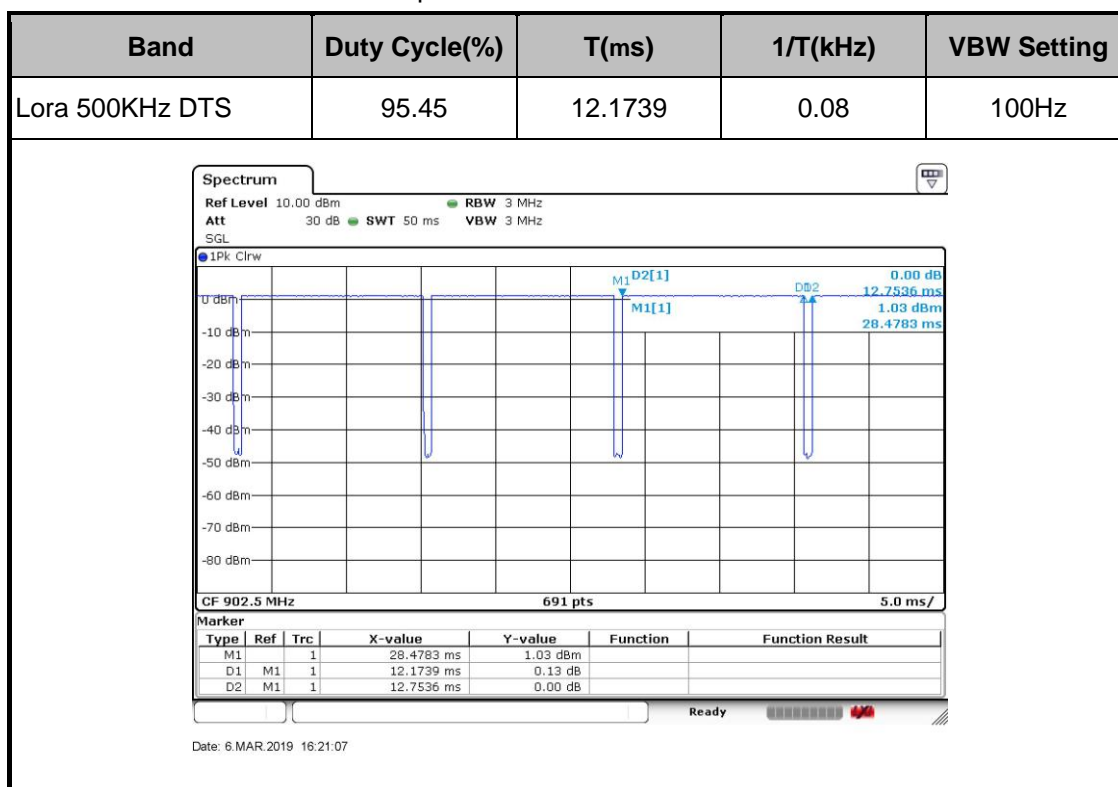 Band Duty Cycle(%) T(ms) 1/T(kHz) VBW Setting
Lora 500KHz DTS 95.45 12.1739 0.08 100Hz
Spectrum
Ref Level 10.00 dBm RBW 3 MHz
Att 30 dB SWT 50 ms VBW 3 MHz
SGL
1Pk Clrw
M1 D2[1] 0.00 dB
D2 12.7536 ms
0 dBm M1[1] 1.03 dBm
28.4783 ms
-10 dBm
-20 dBm
-30 dBm
-40 dBm
-50 dBm
-60 dBm
-70 dBm
-80 dBm
CF 902.5 MHz 691 pts 5.0 ms/
Marker
Type Ref Trc X-value Y-value Function Function Result
M1 1 28.4783 ms 1.03 dBm
D1 M1 1 12.1739 ms 0.13 dB
D2 M1 1 12.7536 ms 0.00 dB
Ready
Date: 6.MAR.2019 16:21:07